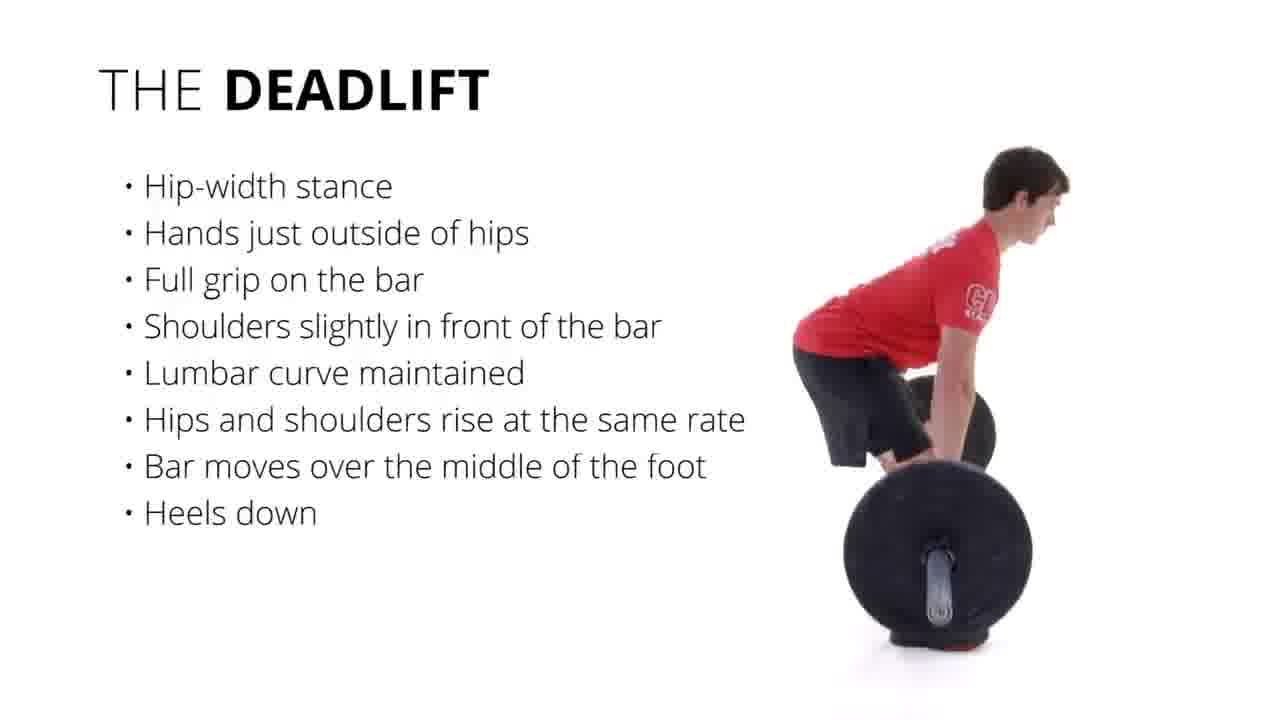 THE DEADLIFT
• Hip-width stance
• Hands just outside of hips
• Full grip on the bar
• Shoulders slightly in front of the bar
• Lumbar curve maintained
• Hips and shoulders rise at the same rate
• Bar moves over the middle of the foot
• Heels down